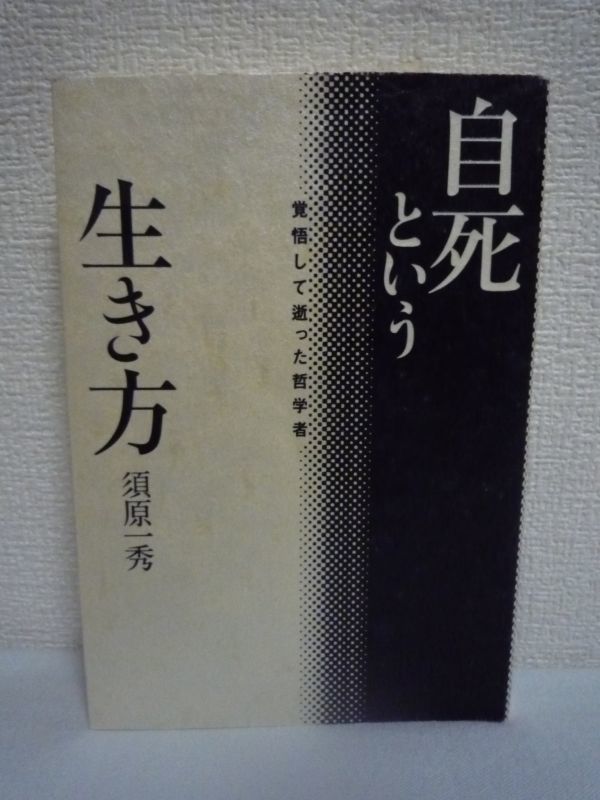 自死
という
覚悟して逝った哲学者
生き方
須原一秀